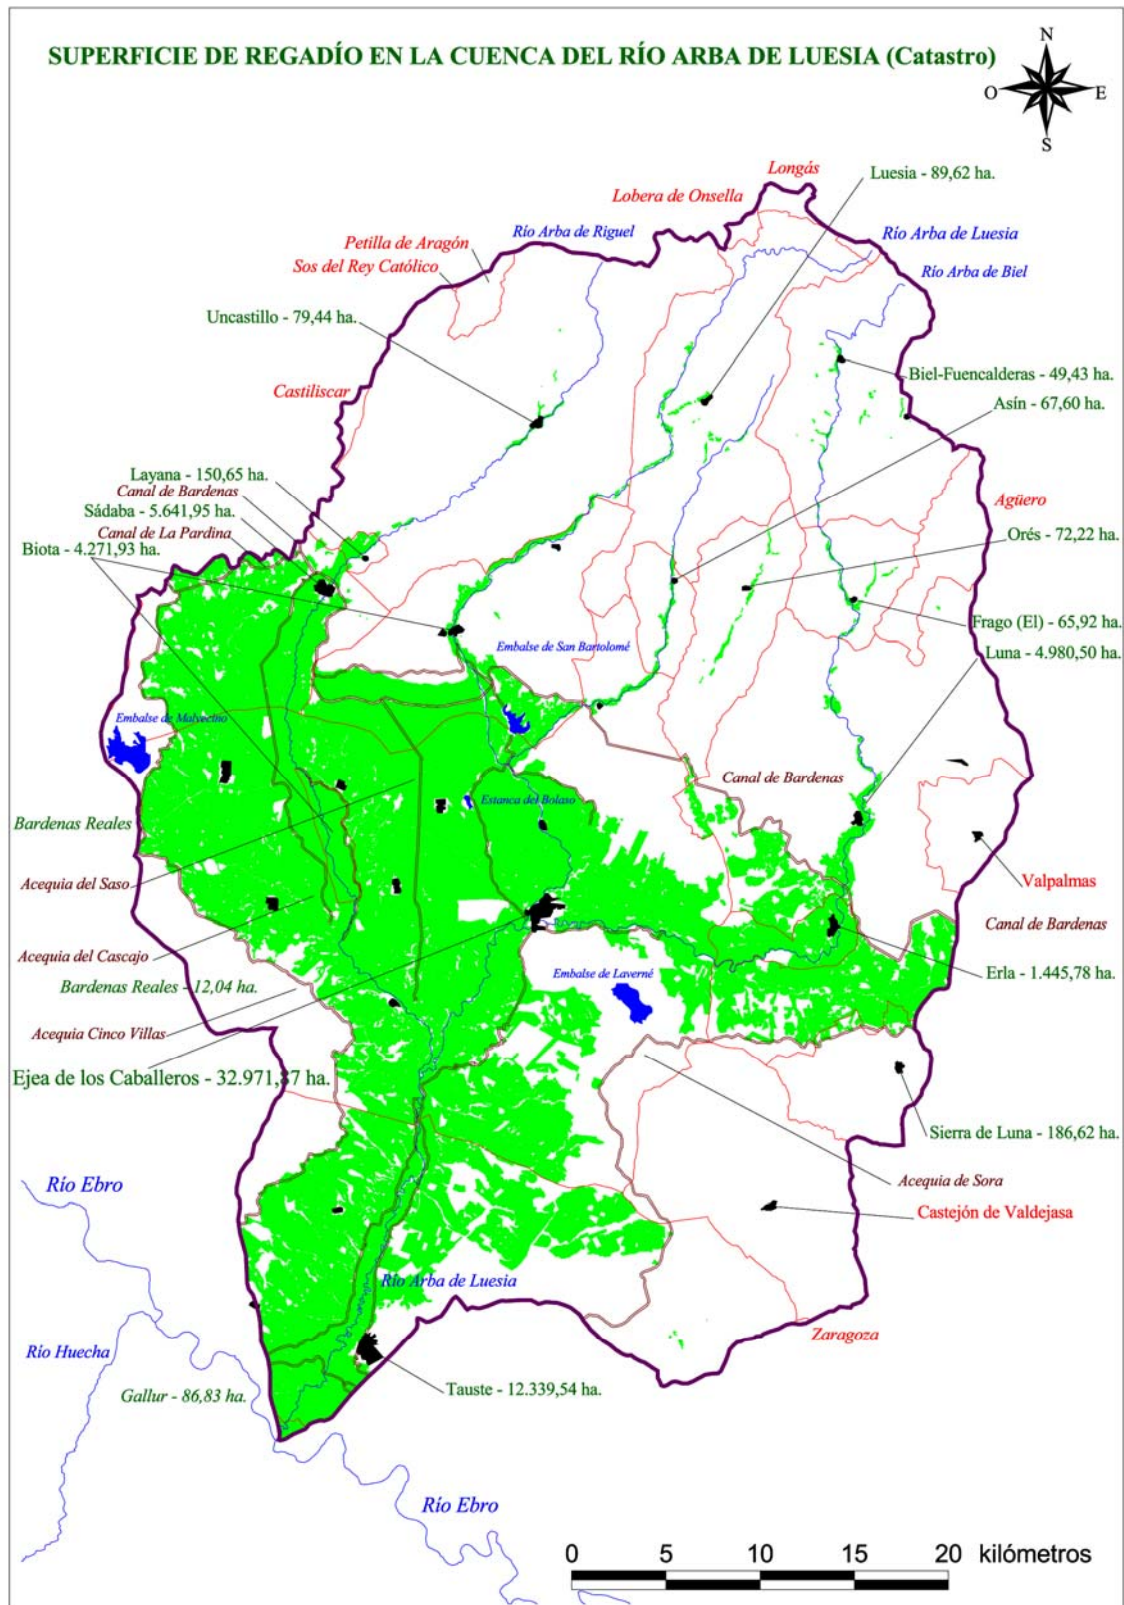 SUPERFICIE DE REGADÍO EN LA CUENCA DEL RÍO ARBA DE LUESIA (Catastro)
N
O
E
S
Longás
Luesia - 89,62 ha.
Lobera de Onsella
Río Arba de Riguel
Río Arba de Luesia
Petilla de Aragón
Sos del Rey Católico
Río Arba de Biel
Uncastillo - 79,44 ha.
Biel-Fuencalderas - 49,43 ha.
Castiliscar
Asín - 67,60 ha.
Layana - 150,65 ha.
Canal de Bardenas
Agüero
Sádaba - 5.641,95 ha.
Canal de La Pardina
Orés - 72,22 ha.
Biota - 4.271,93 ha.
Frago (El) - 65,92 ha.
Embalse de San Bartolomé
Luna - 4.980,50 ha.
Embalse de Malvecino
Canal de Bardenas
Estanca del Bolaso
Bardenas Reales
Acequia del Saso
Valpalmas
Canal de Bardenas
Acequia del Cascajo
Embalse de Laverné
Erla - 1.445,78 ha.
Bardenas Reales - 12,04 ha.
Acequia Cinco Villas
Ejea de los Caballeros - 32.971,87 ha.
Sierra de Luna - 186,62 ha.
Acequia de Sora
Río Ebro
Castejón de Valdejasa
Río Arba de Luesia
Zaragoza
Río Huecha
Gallur - 86,83 ha.
Tauste - 12.339,54 ha.
Río Ebro
0 5 10 15 20 kilómetros